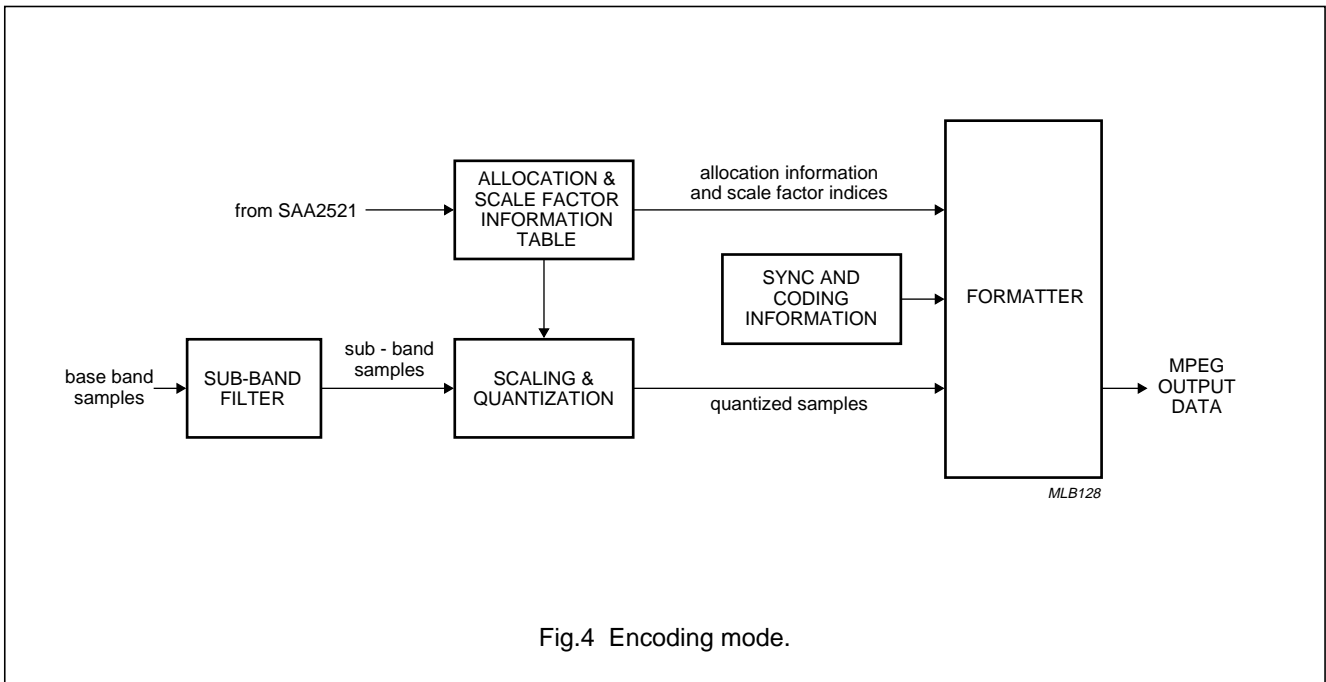 from SAA2521
ALLOCATION &
SCALE FACTOR
INFORMATION
TABLE
allocation information
and scale factor indices
SYNC AND
CODING
INFORMATION
FORMATTER
base band
samples
SUB-BAND
FILTER
sub - band
samples
SCALING &
QUANTIZATION
quantized samples
MPEG
OUTPUT
DATA
MLB128
Fig.4 Encoding mode.